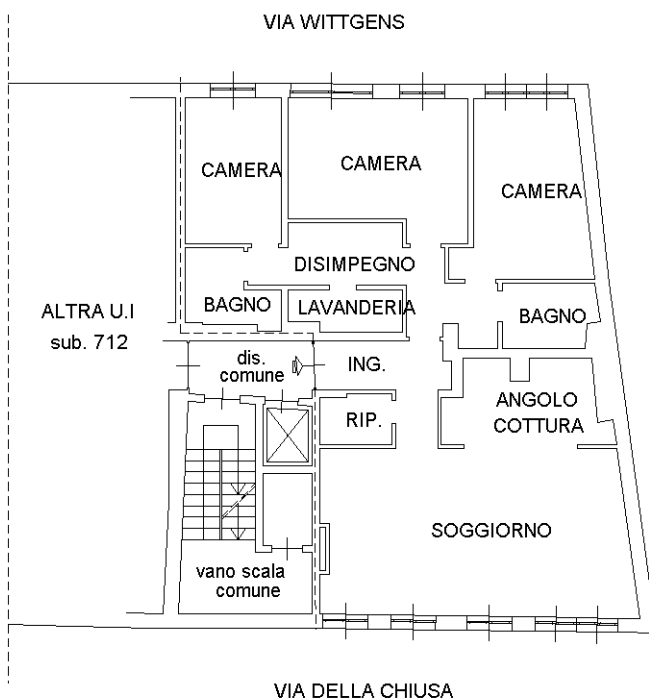 VIA WITTGENS
CAMERA
CAMERA
CAMERA
DISIMPEGNO
BAGNO
LAVANDERIA
BAGNO
ALTRA U.I
sub. 712
dis.
comune
ING.
RIP.
ANGOLO
COTTURA
SOGGIORNO
vano scala
comune
VIA DELLA CHIUSA